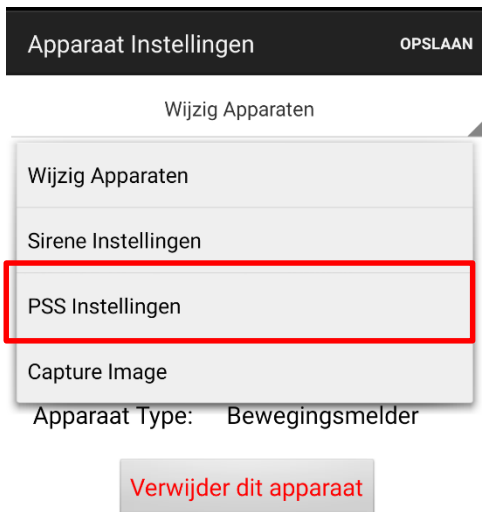 Apparaat Instellingen OPSLAAN
Wijzig Apparaten
Wijzig Apparaten
Sirene Instellingen
PSS Instellingen
Capture Image
Apparaat Type: Bewegingsmelder
Verwijder dit apparaat